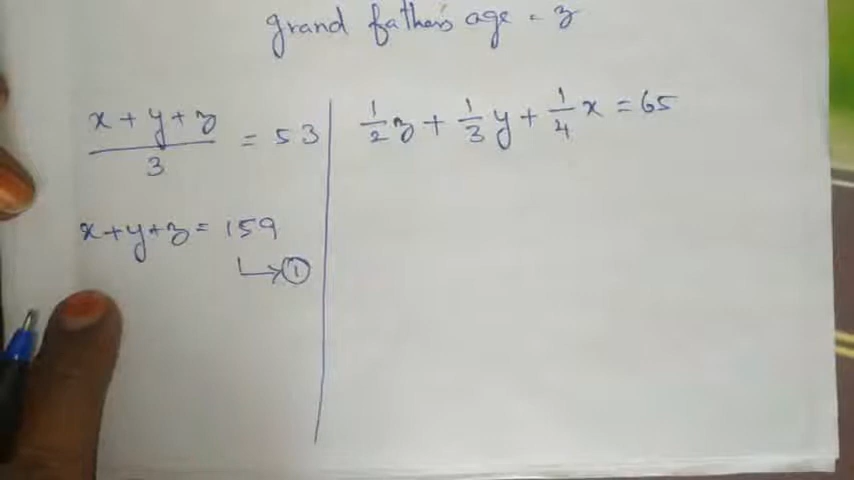 grand father's age = z
x + y + z / 3 = 53
x + y + z = 159
→ ①
1/2 z + 1/3 y + 1/4 x = 65